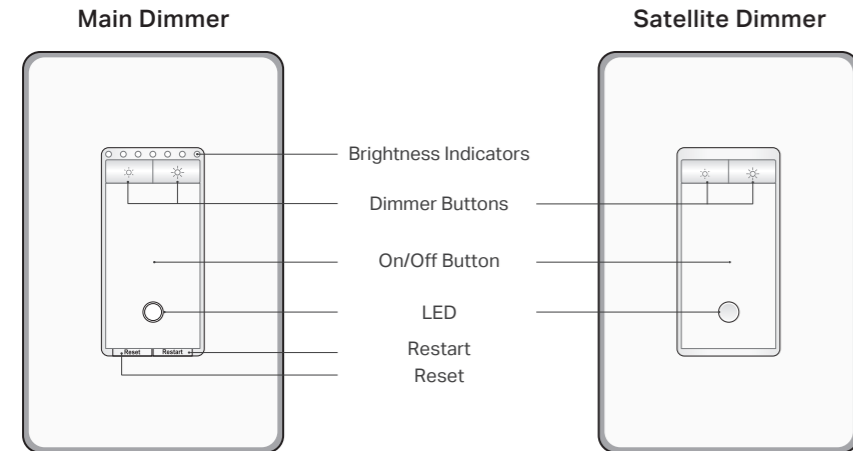 Main Dimmer
Satellite Dimmer
Brightness Indicators
Dimmer Buttons
On/Off Button
LED
Restart
Reset
Reset Restart